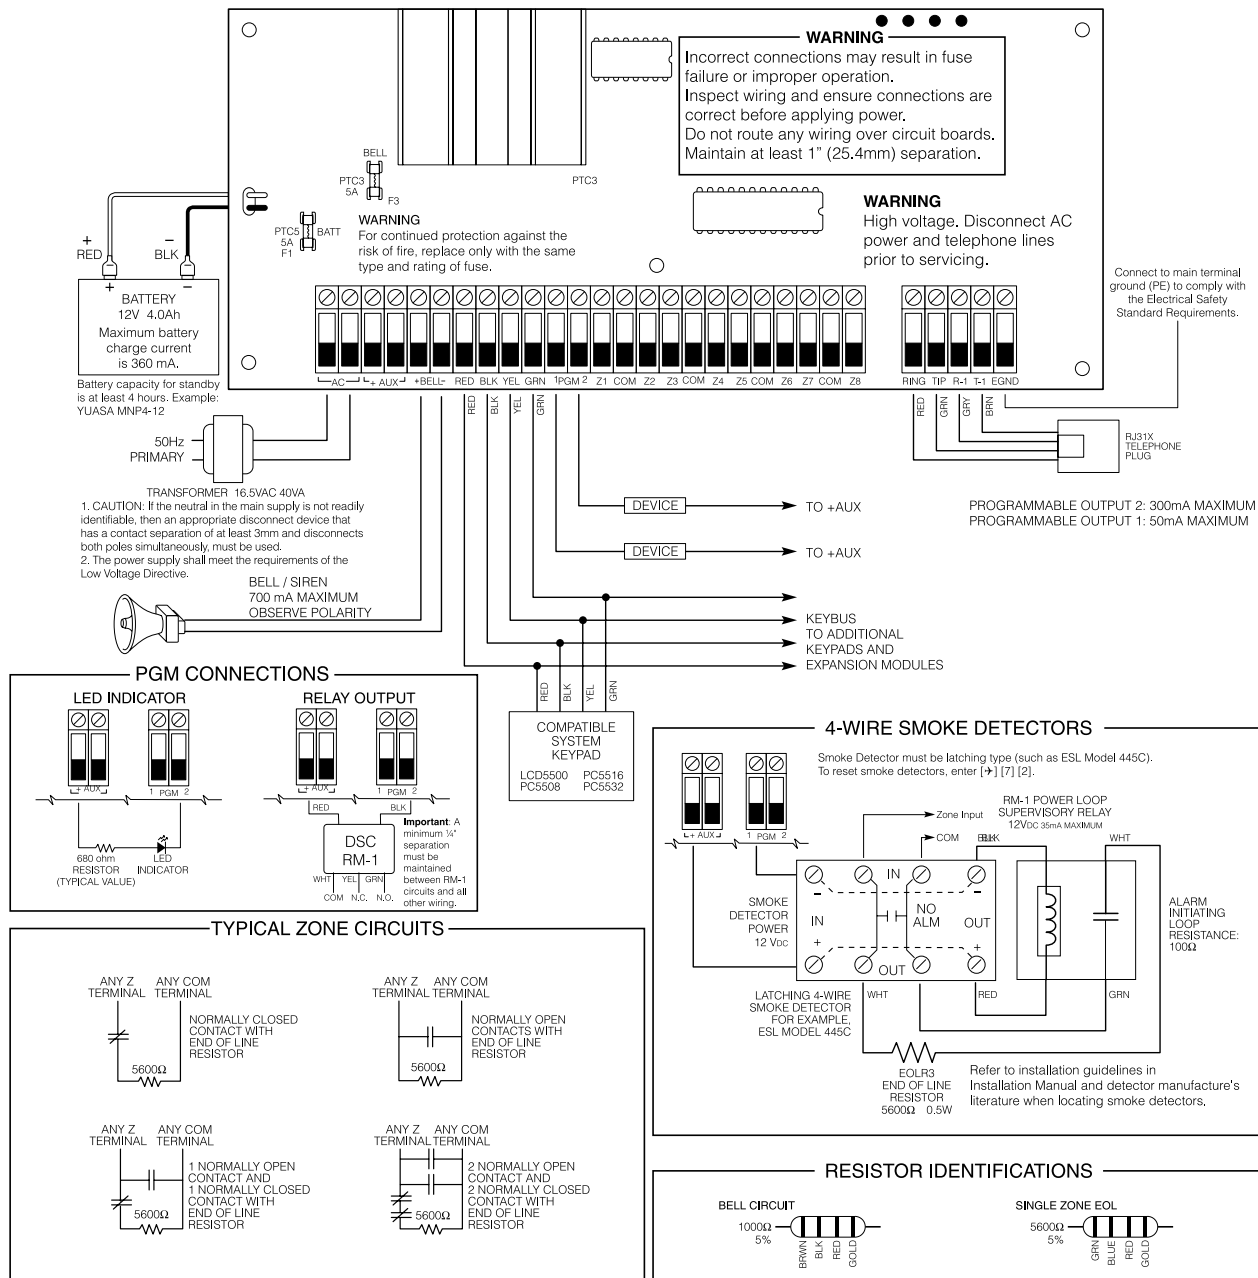 WARNING
Incorrect connections may result in fuse
failure or improper operation.
Inspect wiring and ensure connections are
correct before applying power.
Do not route any wiring over circuit boards.
Maintain at least 1” (25.4mm) separation.
BELL
PTC3
5A
F3
PTC3
PTC5
5A
F1
BATT
WARNING
For continued protection against the
risk of fire, replace only with the same
type and rating of fuse.
WARNING
High voltage. Disconnect AC
power and telephone lines
prior to servicing.
+
RED
–
BLK
+ –
BATTERY
12V 4.0Ah
Maximum battery
charge current
is 360 mA.
Battery capacity for standby
is at least 4 hours. Example:
YUASA MNP4-12
Connect to main terminal
ground (PE) to comply with
the Electrical Safety
Standard Requirements.
AC + AUX +BELL- RED BLK YEL GRN 1 PGM 2 Z1 COM Z2 Z3 COM Z4 Z5 COM Z6 Z7 COM Z8
RING TIP R-1 T-1 EGND
RED BLK YEL GRN
RED GRN GRY BRN
RJ31X
TELEPHONE
PLUG
50Hz
PRIMARY
TRANSFORMER 16.5VAC 40VA
1. CAUTION: If the neutral in the main supply is not readily
identifiable, then an appropriate disconnect device that
has a contact separation of at least 3mm and disconnects
both poles simultaneously, must be used.
2. The power supply shall meet the requirements of the
Low Voltage Directive.
DEVICE
TO +AUX
DEVICE
TO +AUX
PROGRAMMABLE OUTPUT 2: 300mA MAXIMUM
PROGRAMMABLE OUTPUT 1: 50mA MAXIMUM
BELL / SIREN
700 mA MAXIMUM
OBSERVE POLARITY
KEYBUS
TO ADDITIONAL
KEYPADS AND
EXPANSION MODULES
RED BLK YEL GRN
COMPATIBLE
SYSTEM
KEYPAD
LCD5500 PC5516
PC5508 PC5532
PGM CONNECTIONS
LED INDICATOR
+ AUX
1 PGM 2
680 ohm
RESISTOR
(TYPICAL VALUE)
LED
INDICATOR
RELAY OUTPUT
+ AUX
1 PGM 2
RED
BLK
DSC
RM-1
WHT YEL GRN
COM N.C. N.O.
Important: A
minimum ¼"
separation
must be
maintained
between RM-1
circuits and all
other wiring.
4-WIRE SMOKE DETECTORS
Smoke Detector must be latching type (such as ESL Model 445C).
To reset smoke detectors, enter [✶] [7] [2].
+ AUX
1 PGM 2
Zone Input
COM
RM-1 POWER LOOP
SUPERVISORY RELAY
12VDC 35mA MAXIMUM
BLK
WHT
SMOKE
DETECTOR
POWER
12 VDC
IN
– –
IN
NO
ALM
OUT
+ +
OUT
ALARM
INITIATING
LOOP
RESISTANCE:
100Ω
LATCHING 4-WIRE
SMOKE DETECTOR
FOR EXAMPLE,
ESL MODEL 445C
WHT
RED
GRN
EOLR3
END OF LINE
RESISTOR
5600Ω 0.5W
Refer to installation guidelines in
Installation Manual and detector manufacture's
literature when locating smoke detectors.
TYPICAL ZONE CIRCUITS
ANY Z
TERMINAL
ANY COM
TERMINAL
NORMALLY CLOSED
CONTACT WITH
END OF LINE
RESISTOR
5600Ω
ANY Z
TERMINAL
ANY COM
TERMINAL
NORMALLY OPEN
CONTACTS WITH
END OF LINE
RESISTOR
5600Ω
ANY Z
TERMINAL
ANY COM
TERMINAL
1 NORMALLY OPEN
CONTACT AND
1 NORMALLY CLOSED
CONTACT WITH
END OF LINE
RESISTOR
5600Ω
ANY Z
TERMINAL
ANY COM
TERMINAL
2 NORMALLY OPEN
CONTACT AND
2 NORMALLY CLOSED
CONTACT WITH
END OF LINE
RESISTOR
5600Ω
RESISTOR IDENTIFICATIONS
BELL CIRCUIT
1000Ω
5%
BRWN BLK RED GOLD
SINGLE ZONE EOL
5600Ω
5%
GRN BLUE RED GOLD